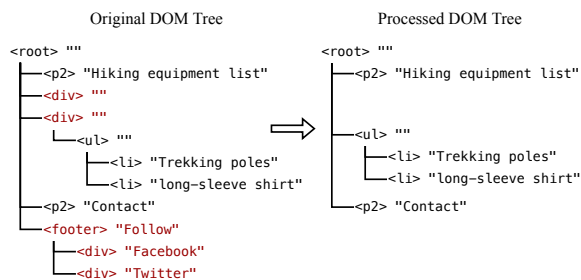 Original DOM Tree
<root> ""
<p2> "Hiking equipment list"
<div> ""
<div> ""
<ul> ""
<li> "Trekking poles"
<li> "long-sleeve shirt"
<p2> "Contact"
<footer> "Follow"
<div> "Facebook"
<div> "Twitter"
Processed DOM Tree
<root> ""
<p2> "Hiking equipment list"
<ul> ""
<li> "Trekking poles"
<li> "long-sleeve shirt"
<p2> "Contact"